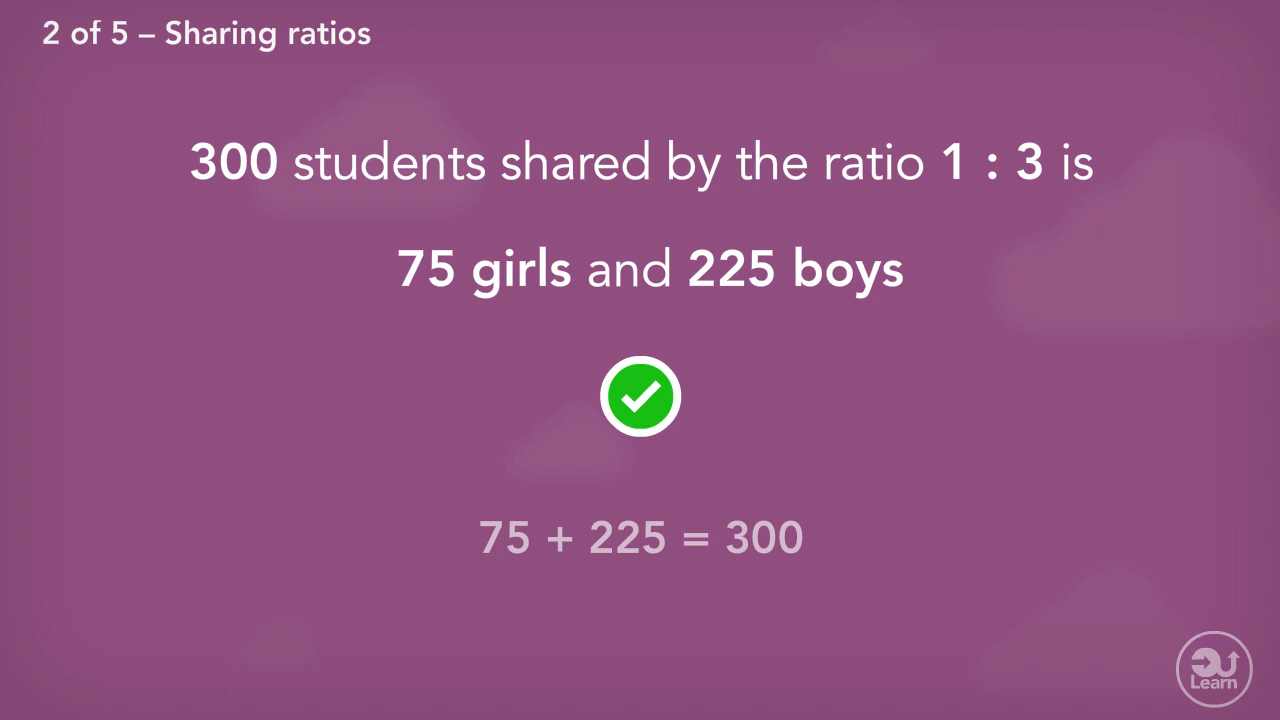 2 of 5 – Sharing ratios
300 students shared by the ratio 1 : 3 is
75 girls and 225 boys
75 + 225 = 300
Learn